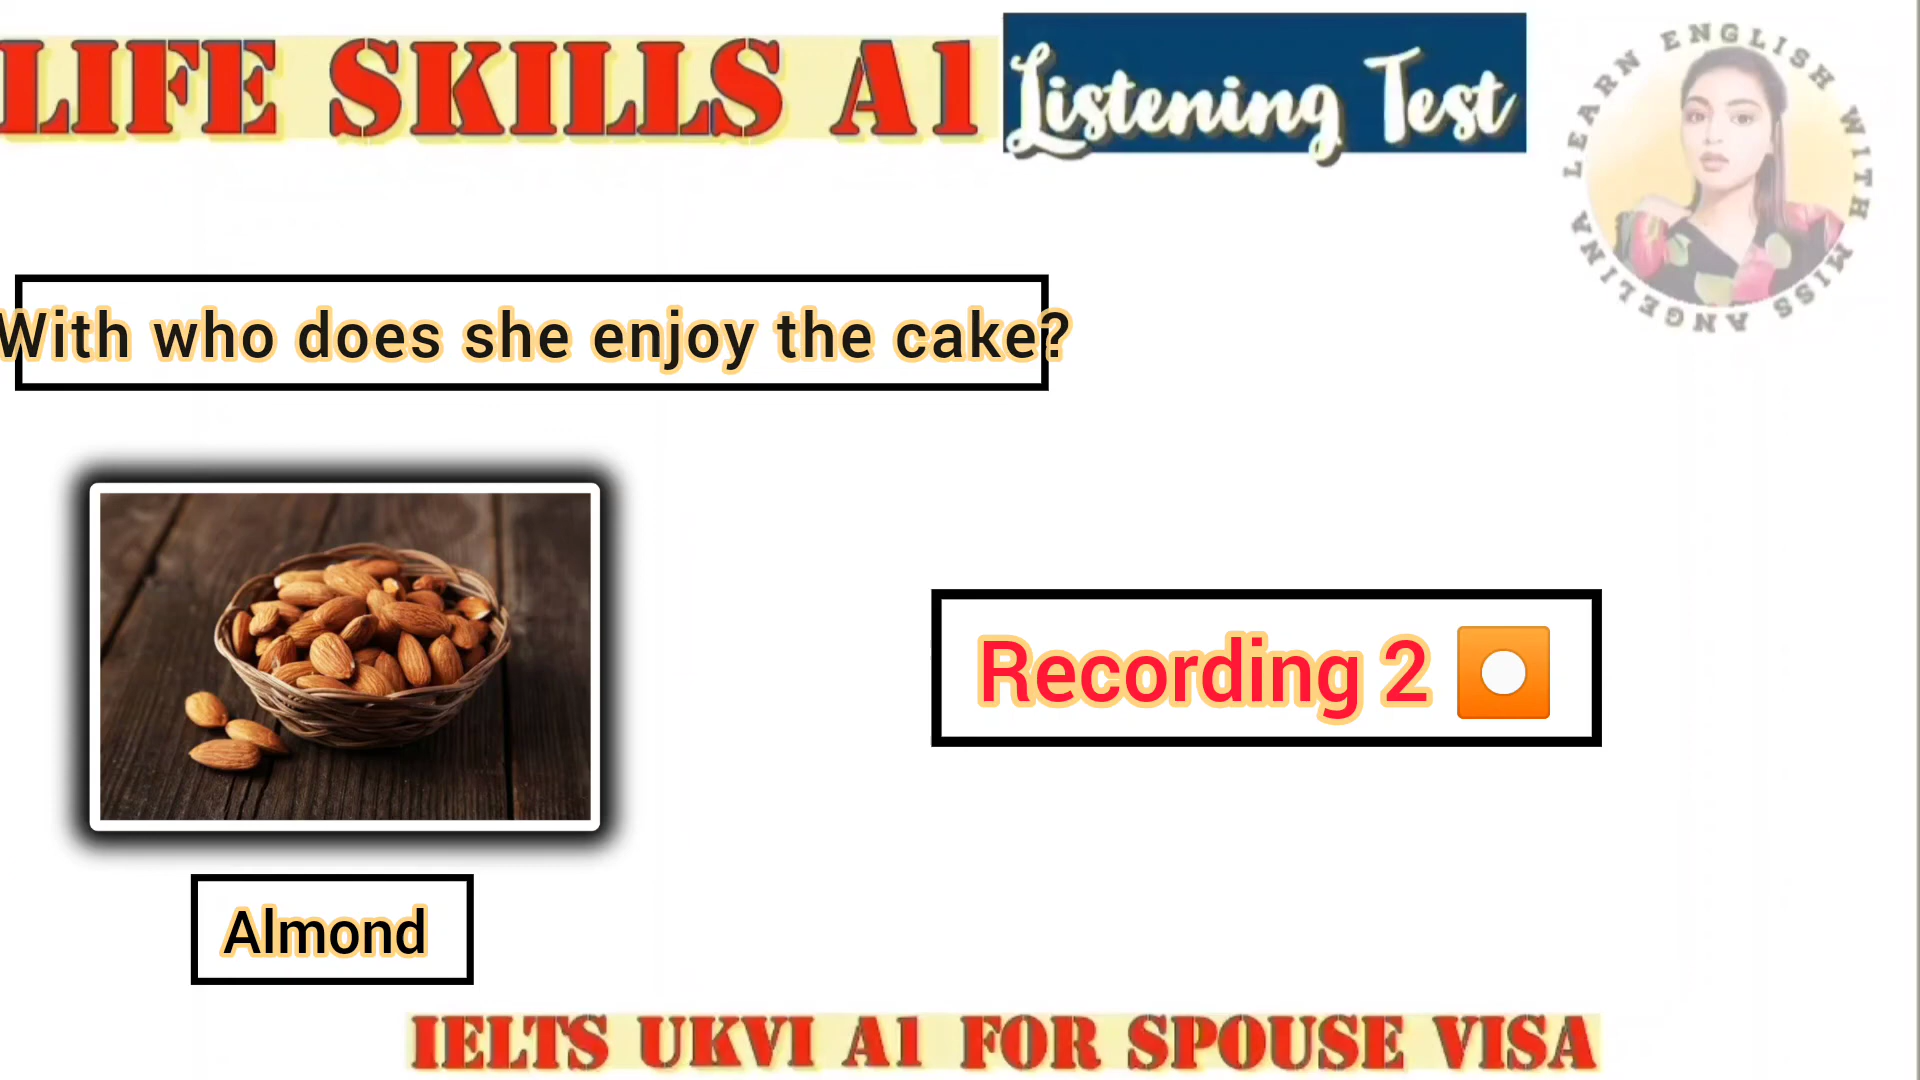 LIFE SKILLS A1 Listening Test
LEARN ENGLISH WITH MISS ANGELINA
With who does she enjoy the cake?
Recording 2
Almond
IELTS UKVI A1 FOR SPOUSE VISA